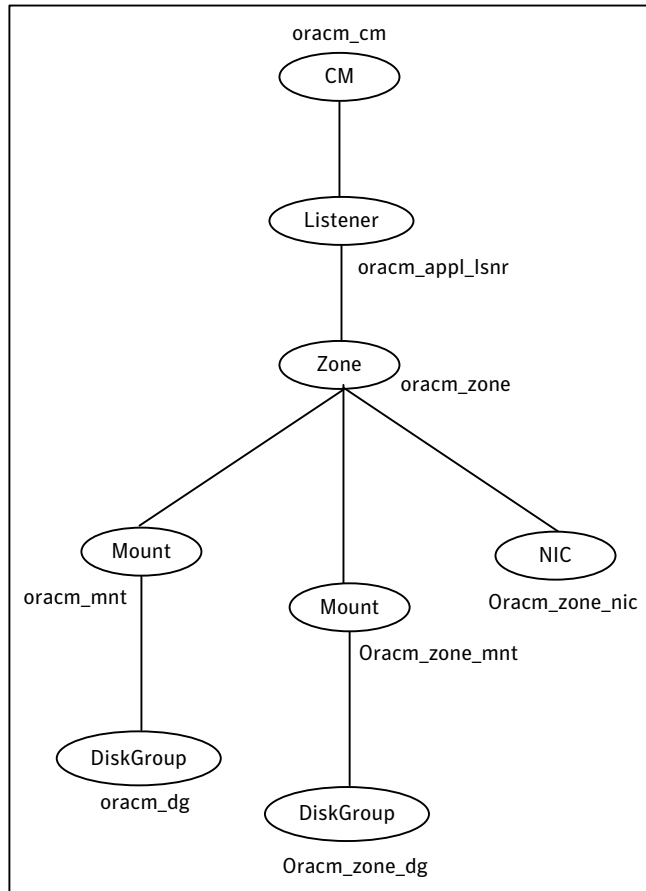 oracm_cm
CM
Listener
oracm_appl_lsnr
Zone
oracm_zone
Mount
oracm_mnt
NIC
Oracm_zone_nic
Mount
Oracm_zone_mnt
DiskGroup
oracm_dg
DiskGroup
Oracm_zone_dg